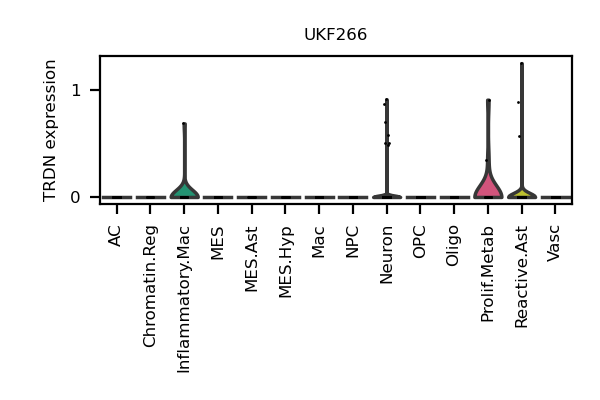 UKF266
TRDN expression
1
0
AC
Chromatin.Reg
Inflammatory.Mac
MES
MES.Ast
MES.Hyp
Mac
NPC
Neuron
OPC
Oligo
Prolif.Metab
Reactive.Ast
Vasc